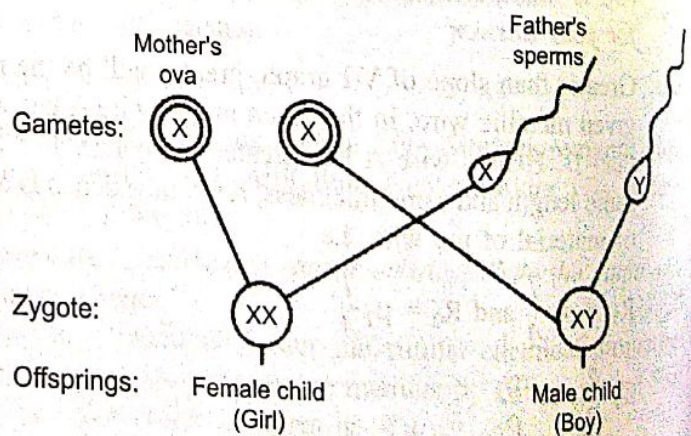 Mother's
ova
Father's
sperms
Gametes:
X
X
X
Y
Zygote:
XX
XY
Offsprings:
Female child
(Girl)
Male child
(Boy)